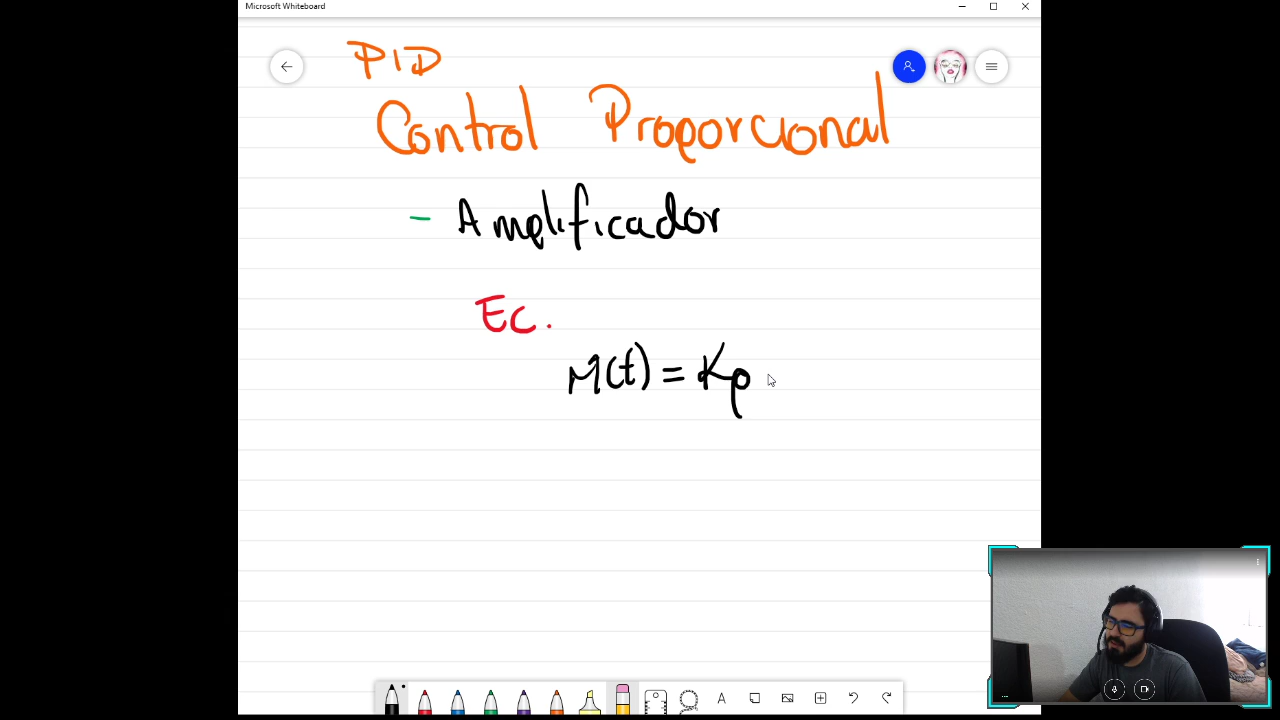 Microsoft Whiteboard
PID
Control Proporcional
- Amplificador
Ec.
M(t) = Kp
A